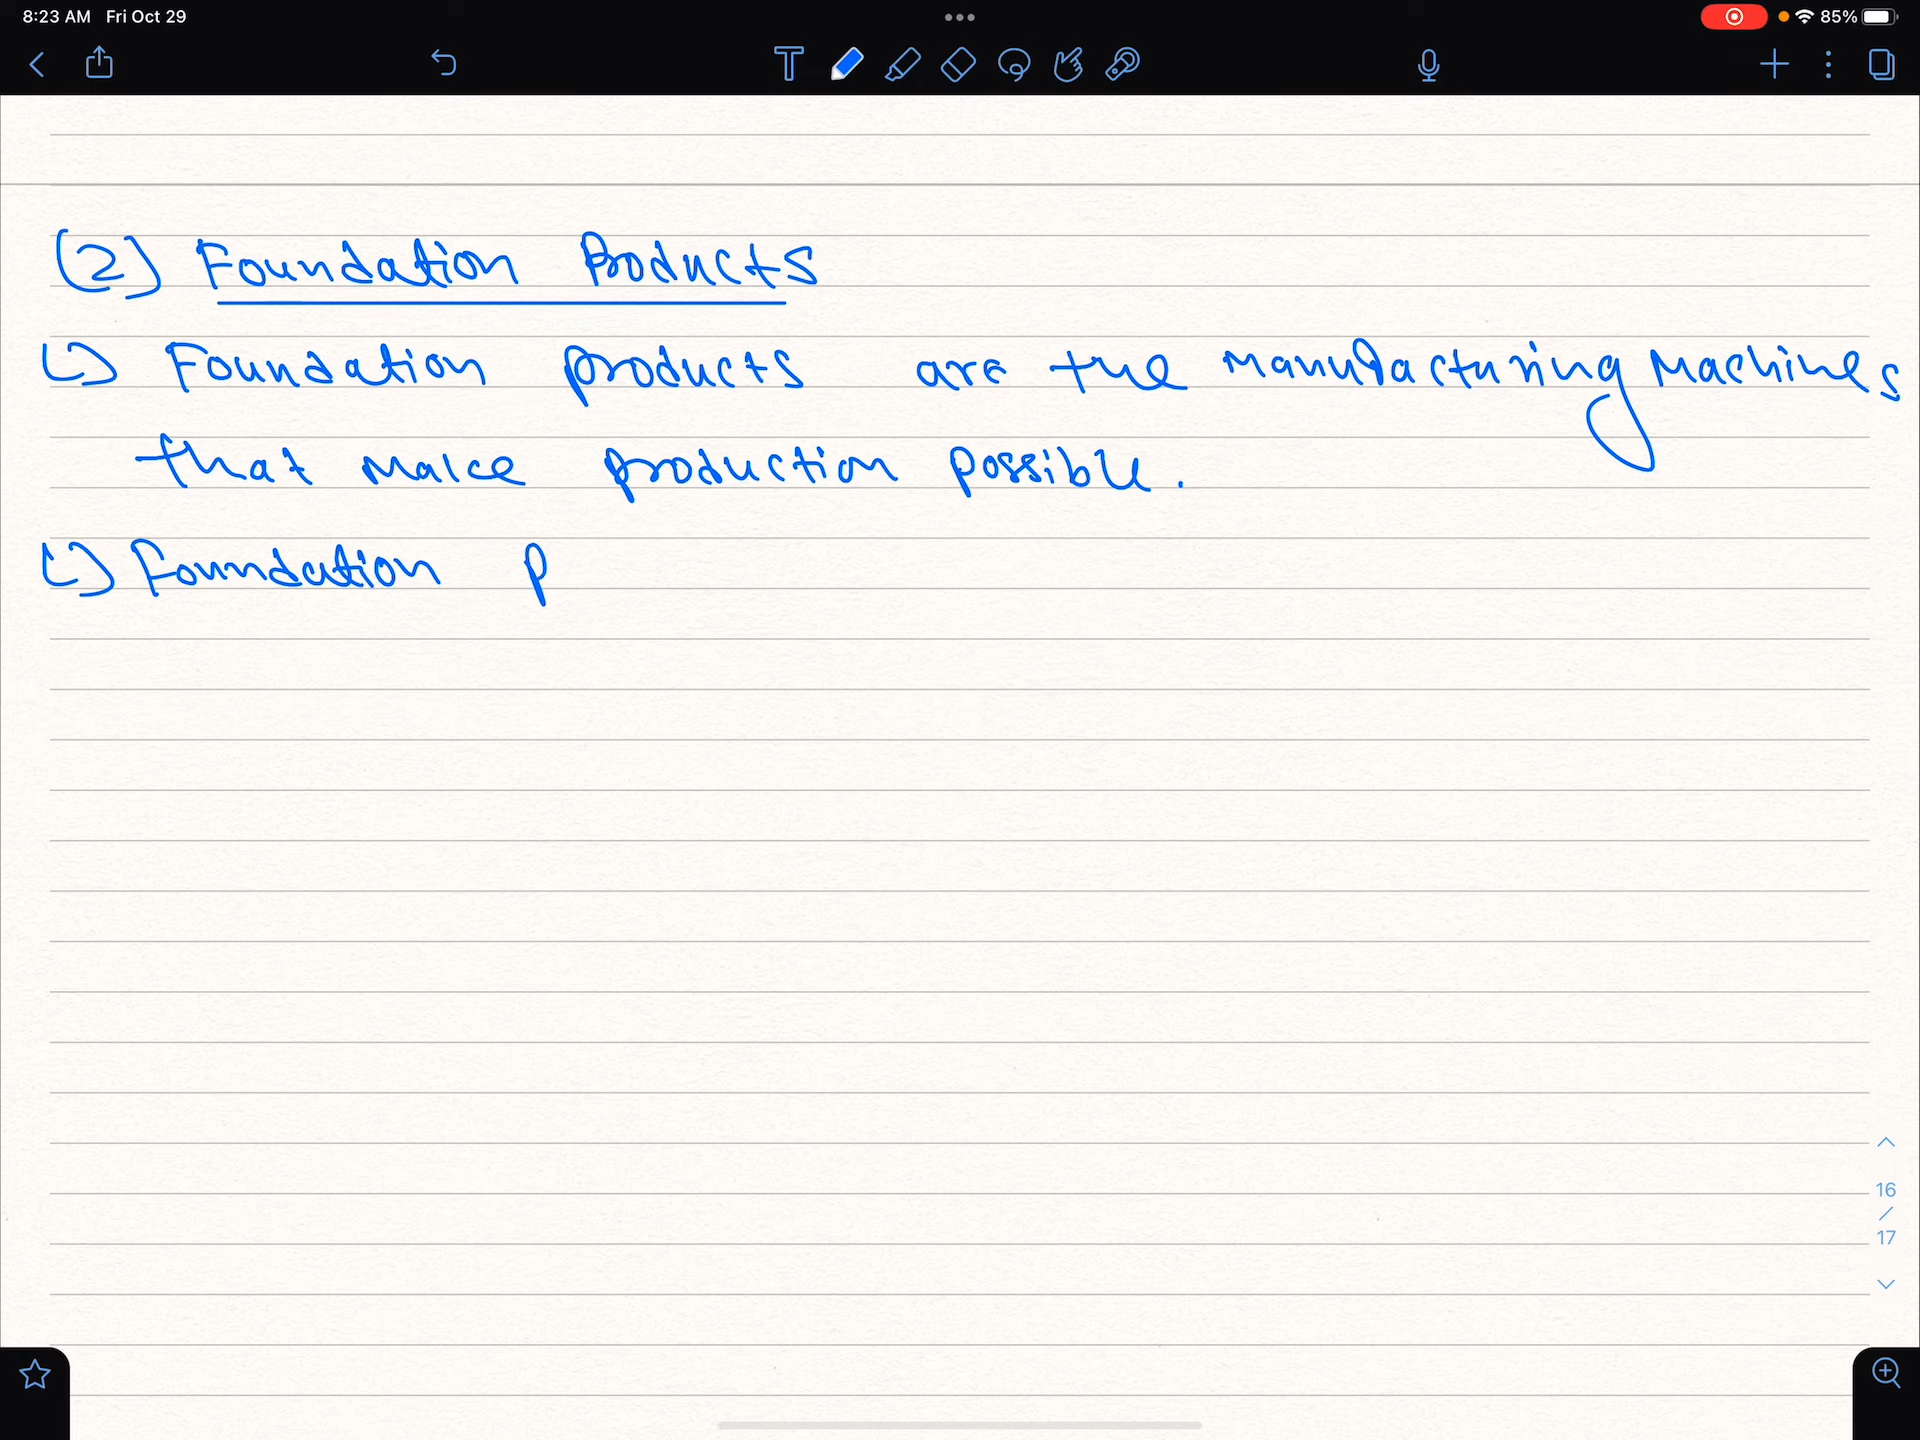 8:23 AM Fri Oct 29
85%
(2) Foundation Products
Foundation products are the manufacturing machines
that make production possible.
Foundation p
16
/
17